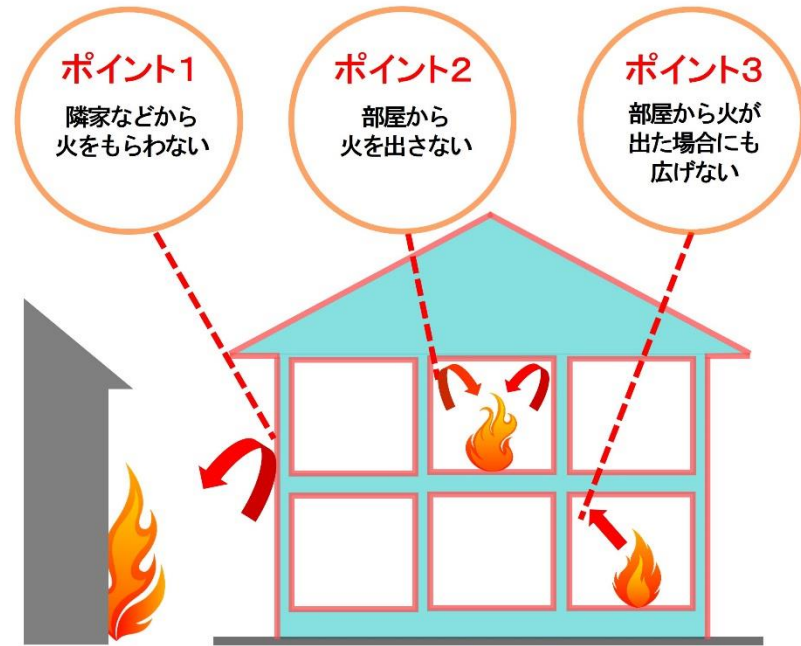 ポイント1
隣家などから
火をもらわない
ポイント2
部屋から
火を出さない
ポイント3
部屋から火が
出た場合にも
広げない